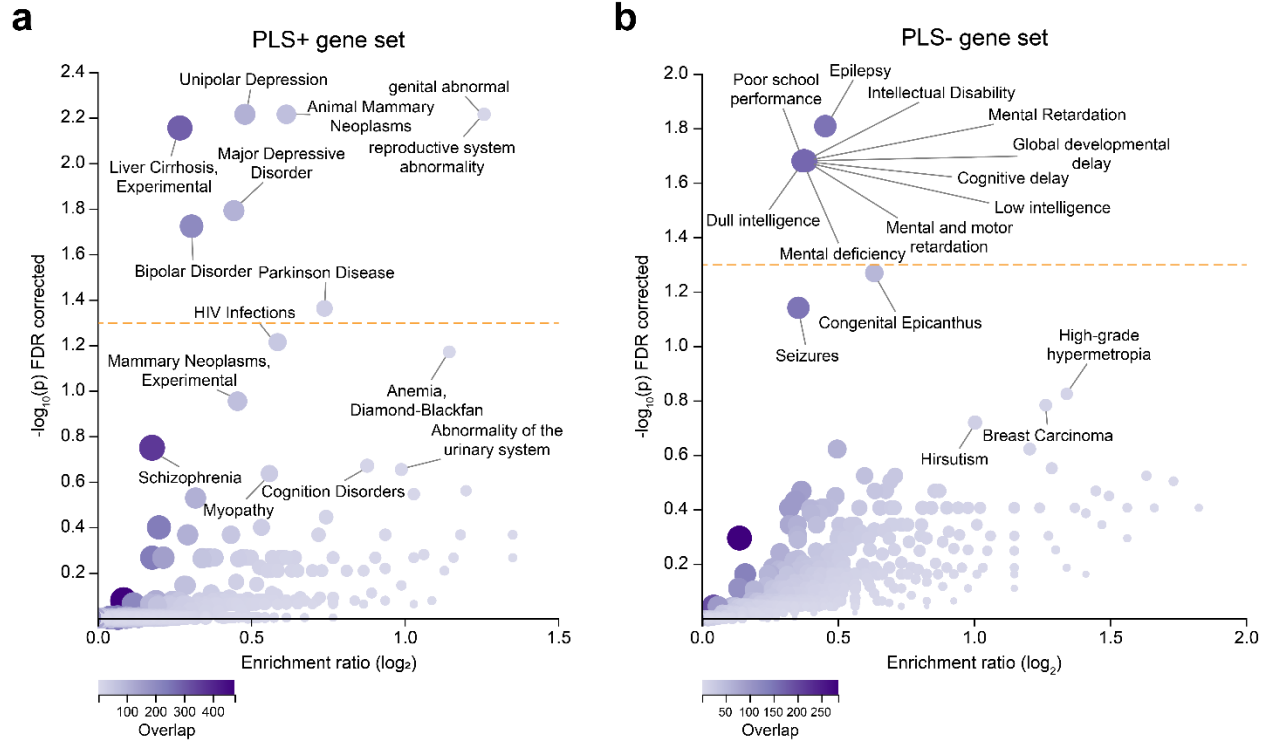 a
PLS+ gene set
2.4
2.2
2.0
1.8
1.6
1.4
1.2
1.0
0.8
0.6
0.4
0.2
-log10(p) FDR corrected
Unipolar Depression
Animal Mammary
Neoplasms
genital abnormal
reproductive system
abnormality
Liver Cirrhosis,
Experimental
Major Depressive
Disorder
Bipolar Disorder
Parkinson Disease
HIV Infections
Mammary Neoplasms,
Experimental
Anemia,
Diamond-Blackfan
Abnormality of the
urinary system
Schizophrenia
Myopathy
Cognition Disorders
0.0
0.5
1.0
1.5
Enrichment ratio (log₂)
100 200 300 400
Overlap
b
PLS- gene set
2.0
1.8
1.6
1.4
1.2
1.0
0.8
0.6
0.4
0.2
-log10(p) FDR corrected
Poor school
performance
Epilepsy
Intellectual Disability
Mental Retardation
Global developmental
delay
Cognitive delay
Low intelligence
Dull intelligence
Mental and motor
retardation
Mental deficiency
Congenital Epicanthus
Seizures
High-grade
hypermetropia
Breast Carcinoma
Hirsutism
0.0
0.5
1.0
1.5
2.0
Enrichment ratio (log₂)
50 100 150 200 250
Overlap